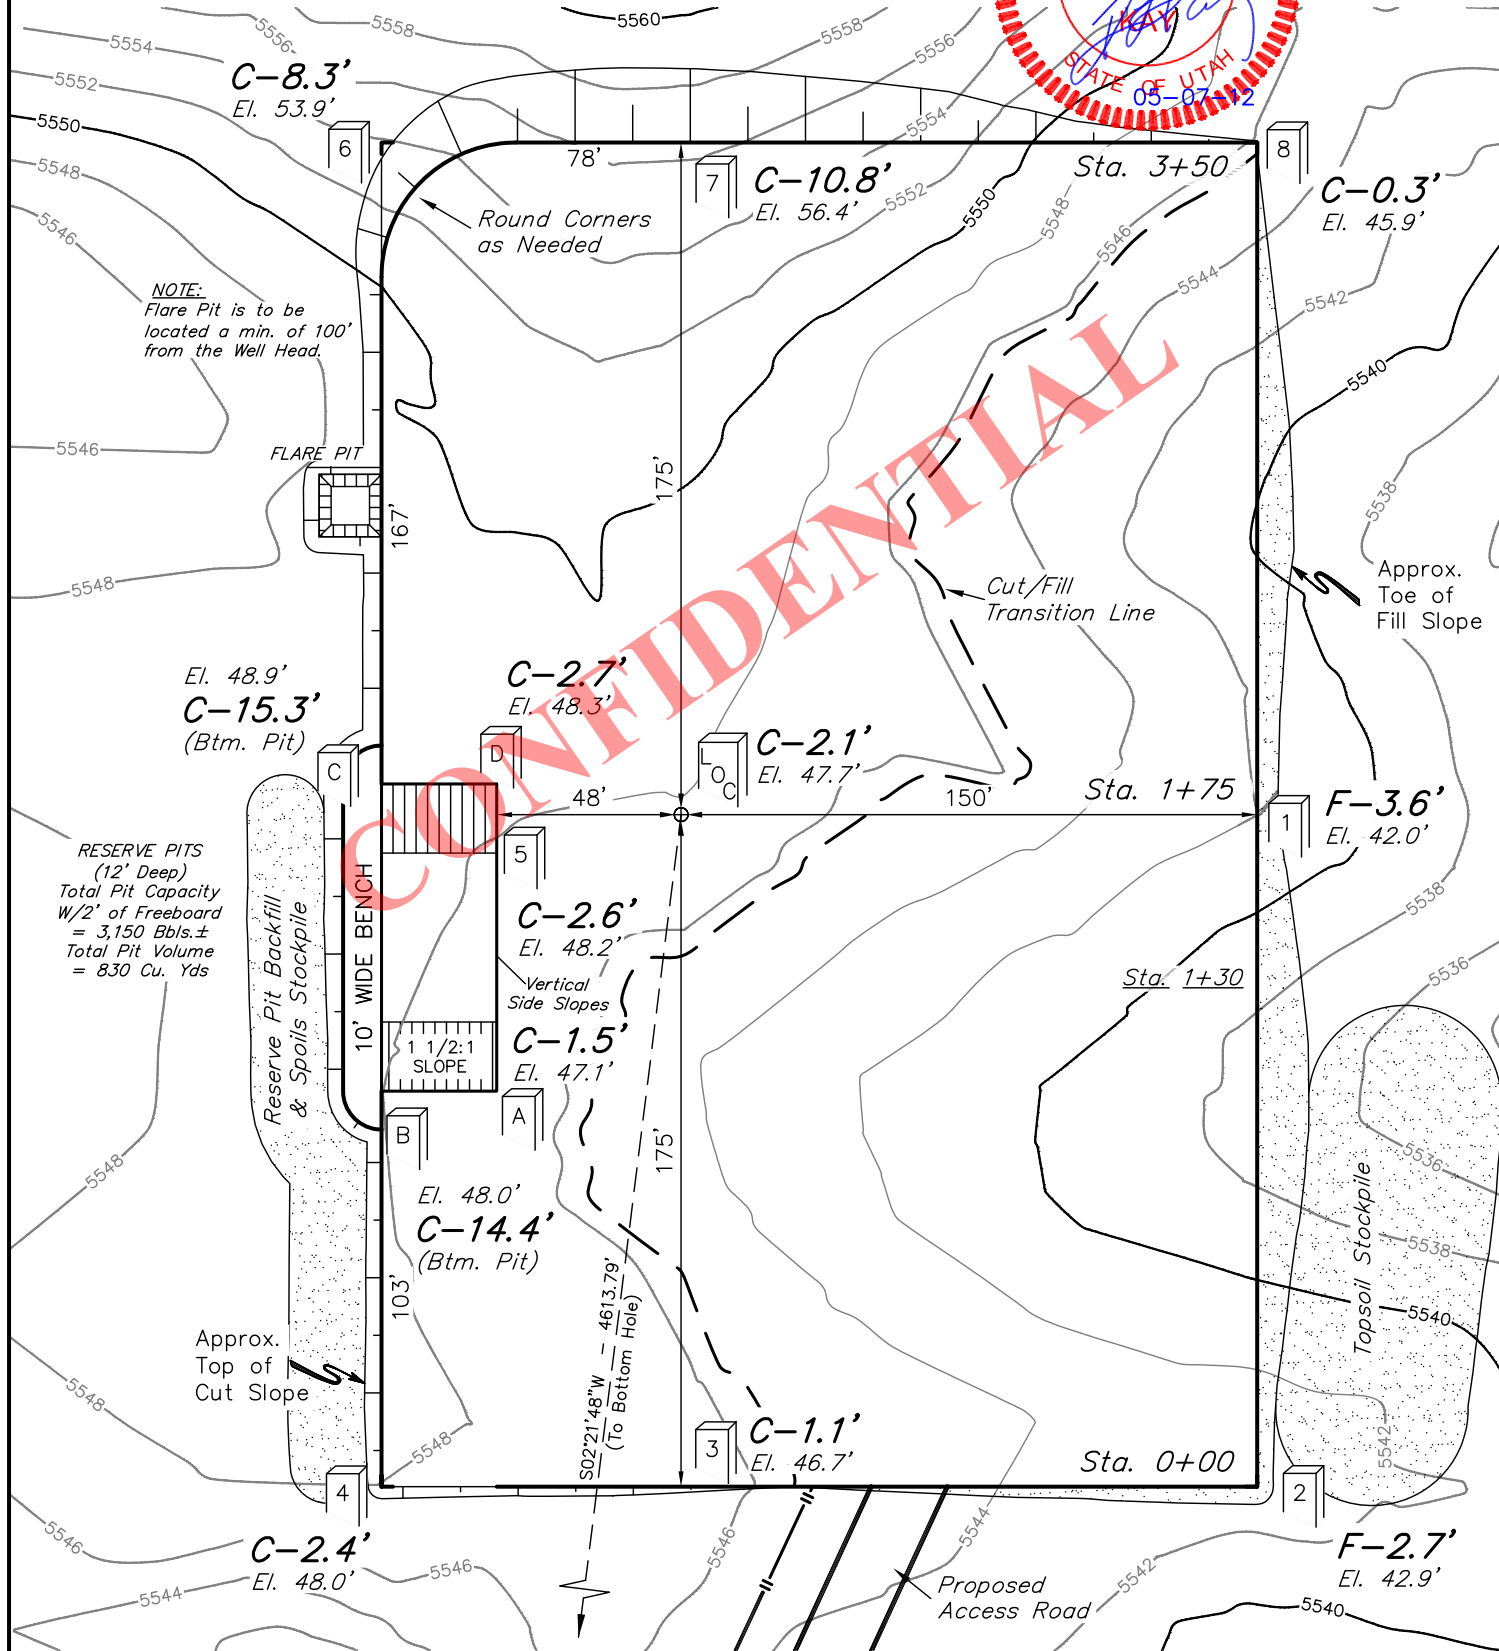 5560
5558
5558
5556
5556
5554
5554
5552
5552
5550
5550
5548
5548
5546
5546
5544
5542
KAY
STATE OF UTAH
05-07-12
C-8.3'
El. 53.9'
6
78'
7
C-10.8'
El. 56.4'
Sta. 3+50
8
C-0.3'
El. 45.9'
Round Corners
as Needed
NOTE:
Flare Pit is to be
located a min. of 100'
from the Well Head.
5540
5546
FLARE PIT
175'
167'
5538
5548
CONFIDENTIAL
Cut/Fill
Transition Line
Approx.
Toe of
Fill Slope
El. 48.9'
C-15.3'
(Btm. Pit)
C-2.7'
El. 48.3'
C
D
LOC
C-2.1'
El. 47.7'
48'
150'
Sta. 1+75
1
F-3.6'
El. 42.0'
5
RESERVE PITS
(12' Deep)
Total Pit Capacity
W/2' of Freeboard
= 3,150 Bbls.±
Total Pit Volume
= 830 Cu. Yds
Reserve Pit Backfill
& Spoils Stockpile
10' WIDE BENCH
C-2.6'
El. 48.2'
Vertical
Side Slopes
5538
5536
Sta. 1+30
C-1.5'
El. 47.1'
1 1/2:1
SLOPE
A
B
175'
5548
5536
El. 48.0'
C-14.4'
(Btm. Pit)
5538
103'
S02°21'48"W - 4613.79'
(To Bottom Hole)
Topsoil Stockpile
5540
Approx.
Top of
Cut Slope
5548
5548
3
C-1.1'
El. 46.7'
Sta. 0+00
5542
4
2
C-2.4'
El. 48.0'
5546
5546
5546
5544
5544
5542
F-2.7'
El. 42.9'
Proposed
Access Road
5540